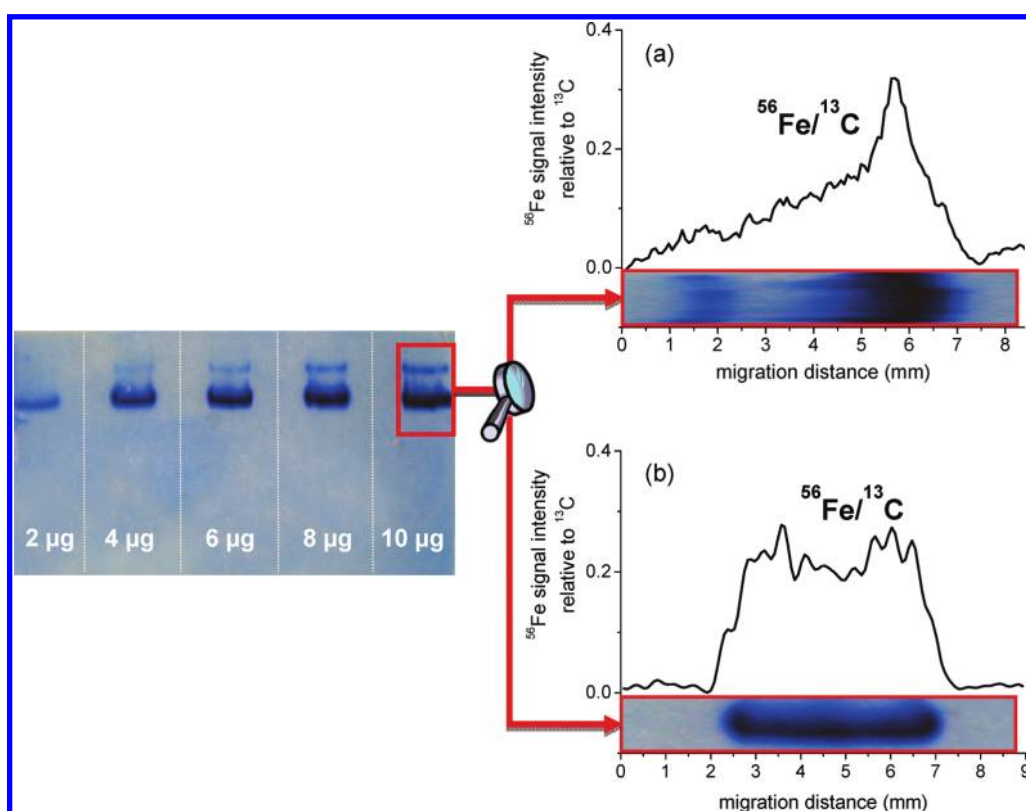 2 µg 4 µg 6 µg 8 µg 10 µg
(a)
⁵⁶Fe signal intensity
relative to ¹³C
⁵⁶Fe/¹³C
0.4
0.2
0.0
0 1 2 3 4 5 6 7 8
migration distance (mm)
(b)
⁵⁶Fe signal intensity
relative to ¹³C
⁵⁶Fe/¹³C
0.4
0.2
0.0
0 1 2 3 4 5 6 7 8 9
migration distance (mm)